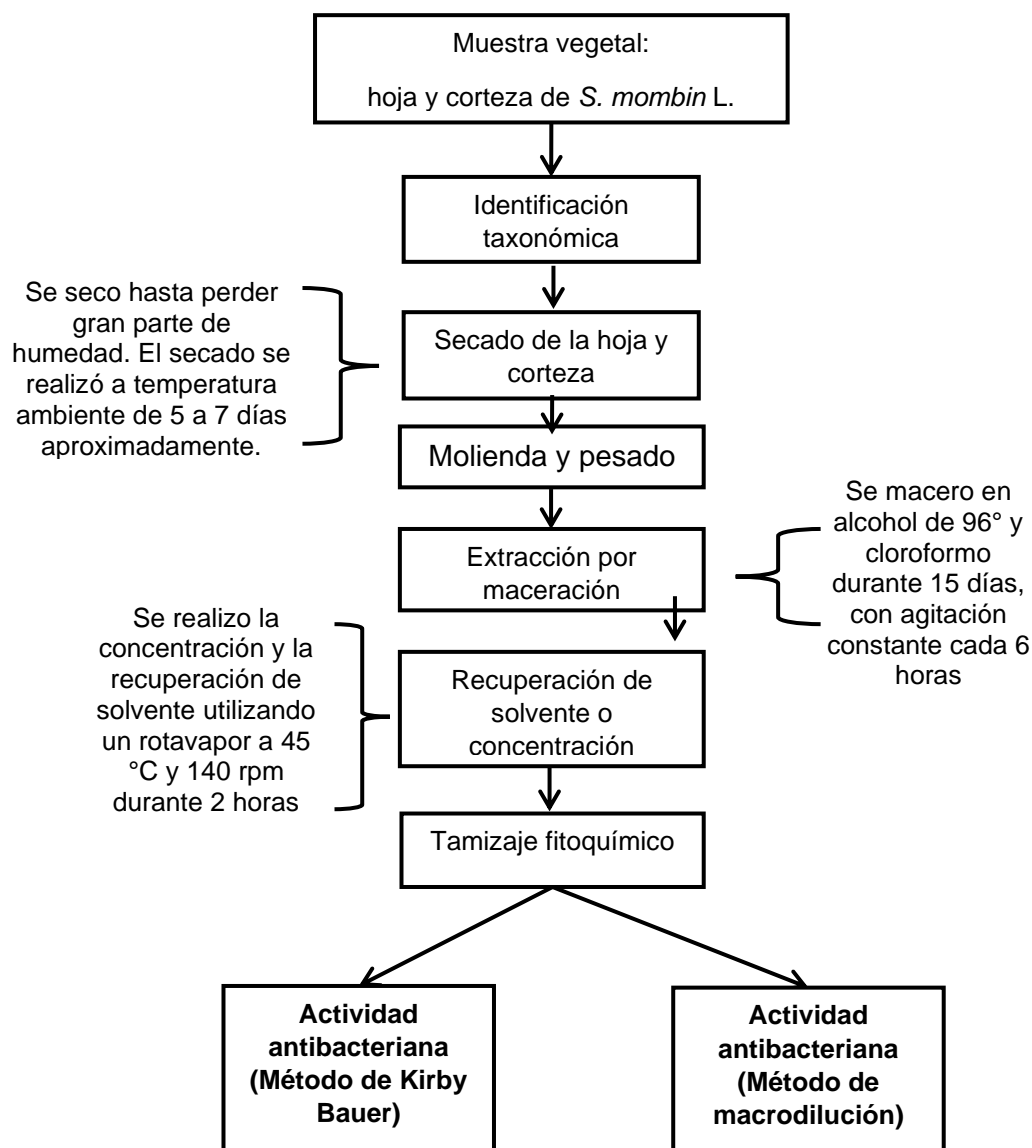 Muestra vegetal:
hoja y corteza de S. mombin L.
Identificación
taxonómica
Se seco hasta perder
gran parte de
humedad. El secado se
realizó a temperatura
ambiente de 5 a 7 días
aproximadamente.
Secado de la hoja y
corteza
Molienda y pesado
Extracción por
maceración
Se macero en
alcohol de 96° y
cloroformo
durante 15 días,
con agitación
constante cada 6
horas
Se realizo la
concentración y la
recuperación de
solvente utilizando
un rotavapor a 45
°C y 140 rpm
durante 2 horas
Recuperación de
solvente o
concentración
Tamizaje fitoquímico
Actividad
antibacteriana
(Método de Kirby
Bauer)
Actividad
antibacteriana
(Método de
macrodilución)